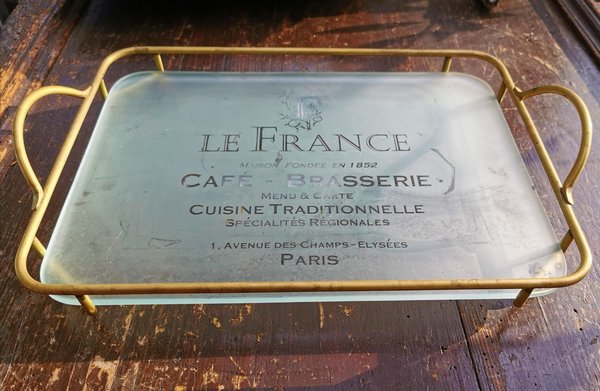 LE FRANCE
MAISON FONDÉE EN 1852
CAFÉ - BRASSERIE
MENU & CARTE
CUISINE TRADITIONNELLE
SPÉCIALITÉS RÉGIONALES
1, AVENUE DES CHAMPS-ELYSÉES
PARIS